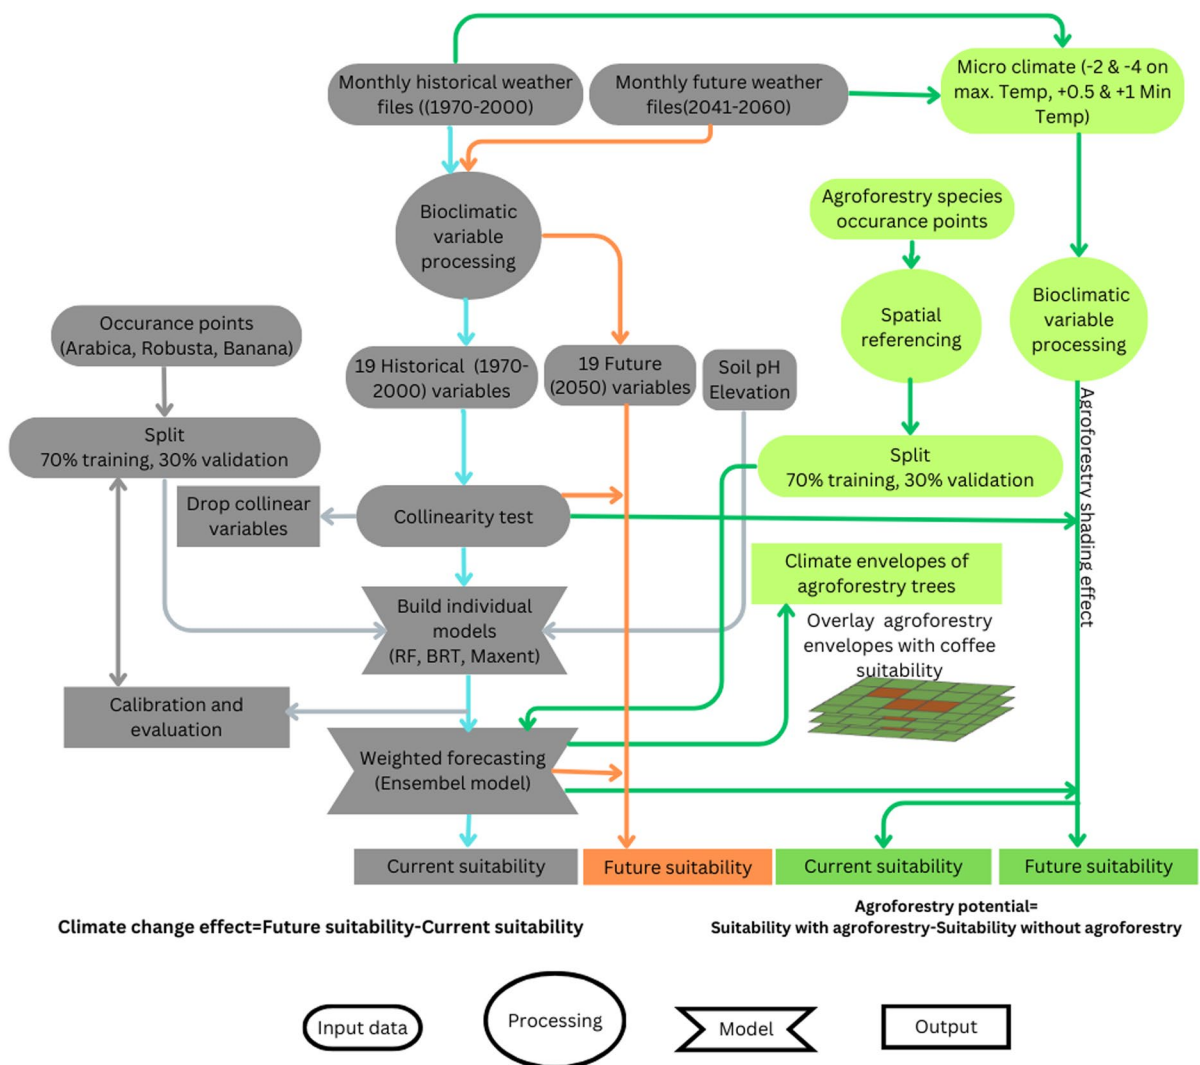 Monthly historical weather
files ((1970-2000)
Monthly future weather
files(2041-2060)
Micro climate (-2 & -4 on
max. Temp, +0.5 & +1 Min
Temp)
Agroforestry species
occurance points
Bioclimatic
variable
processing
Spatial
referencing
Bioclimatic
variable
processing
Occurance points
(Arabica, Robusta, Banana)
19 Historical (1970-
2000) variables
19 Future
(2050) variables
Soil pH
Elevation
Split
70% training, 30% validation
Split
70% training, 30% validation
Agroforestry shading effect
Drop collinear
variables
Collinearity test
Climate envelopes of
agroforestry trees
Build individual
models
(RF, BRT, Maxent)
Overlay agroforestry
envelopes with coffee
suitability
Calibration and
evaluation
Weighted forecasting
(Ensembel model)
Current suitability
Future suitability
Current suitability
Future suitability
Climate change effect=Future suitability-Current suitability
Agroforestry potential=
Suitability with agroforestry-Suitability without agroforestry
Input data
Processing
Model
Output